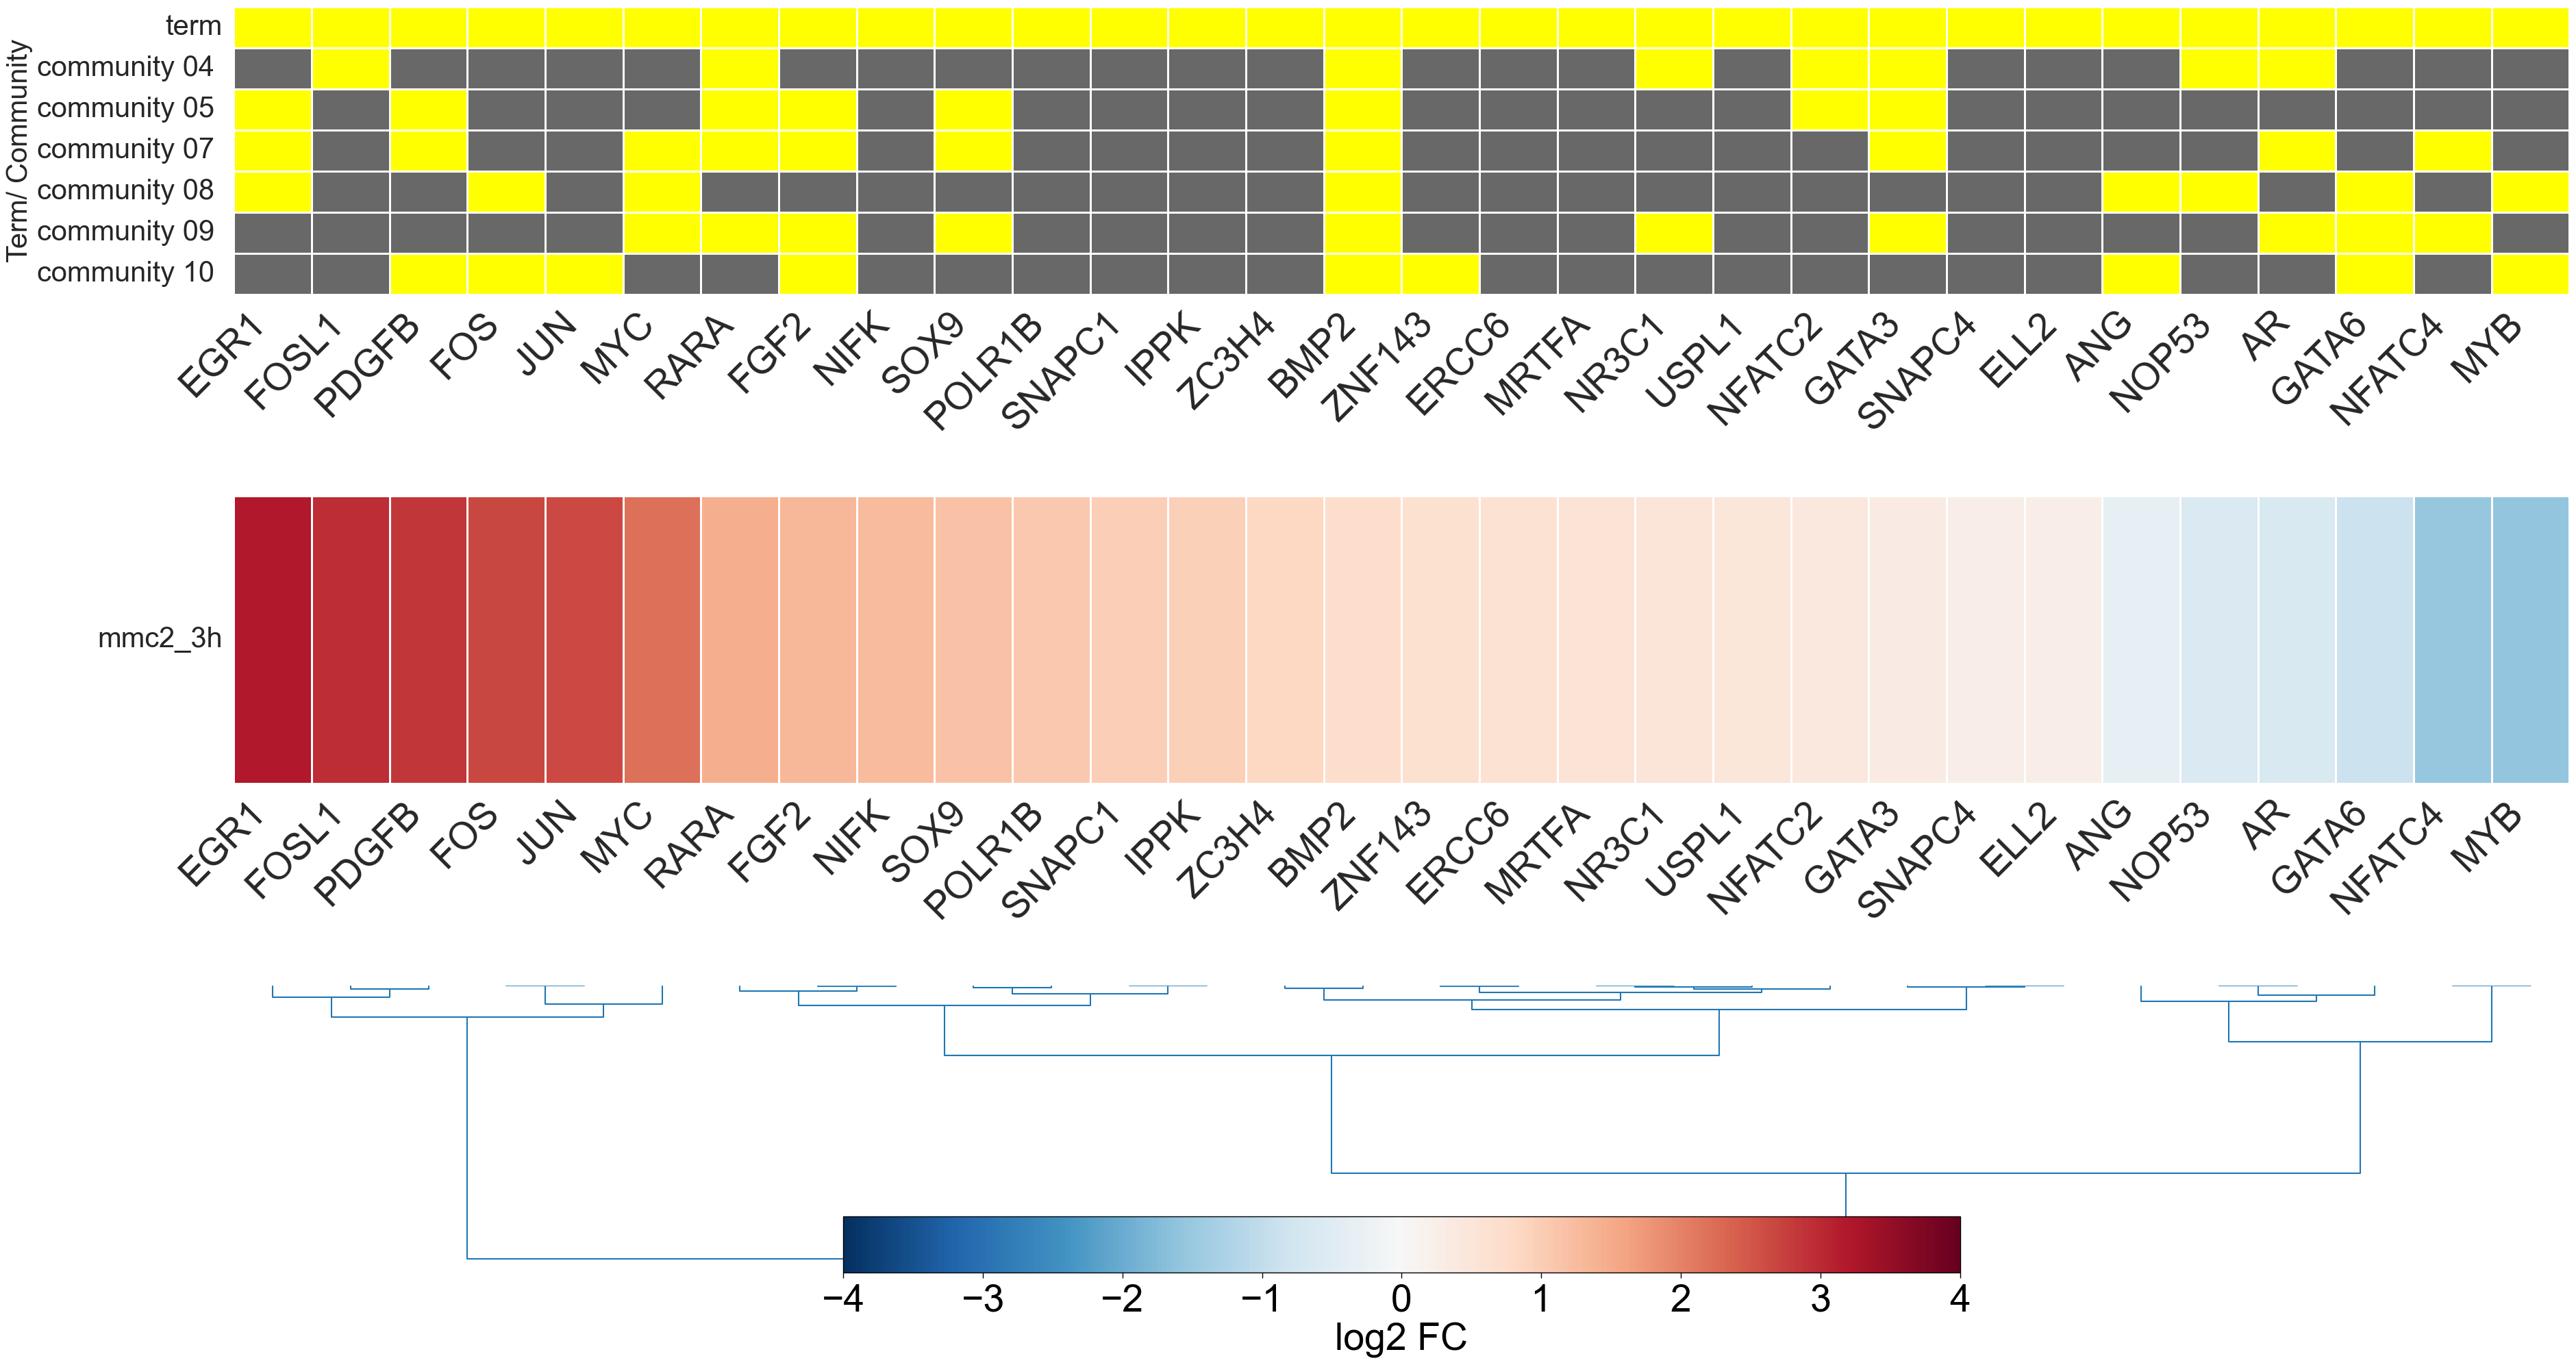 Term/ Community
term
community 04
community 05
community 07
community 08
community 09
community 10
EGR1 FOSL1 PDGFB FOS JUN MYC RARA FGF2 NIFK SOX9 POLR1B SNAPC1 IPPK ZC3H4 BMP2 ZNF143 ERCC6 MRTFA NR3C1 USPL1 NFATC2 GATA3 SNAPC4 ELL2 ANG NOP53 AR GATA6 NFATC4 MYB
mmc2_3h
EGR1 FOSL1 PDGFB FOS JUN MYC RARA FGF2 NIFK SOX9 POLR1B SNAPC1 IPPK ZC3H4 BMP2 ZNF143 ERCC6 MRTFA NR3C1 USPL1 NFATC2 GATA3 SNAPC4 ELL2 ANG NOP53 AR GATA6 NFATC4 MYB
−4 −3 −2 −1 0 1 2 3 4
log2 FC